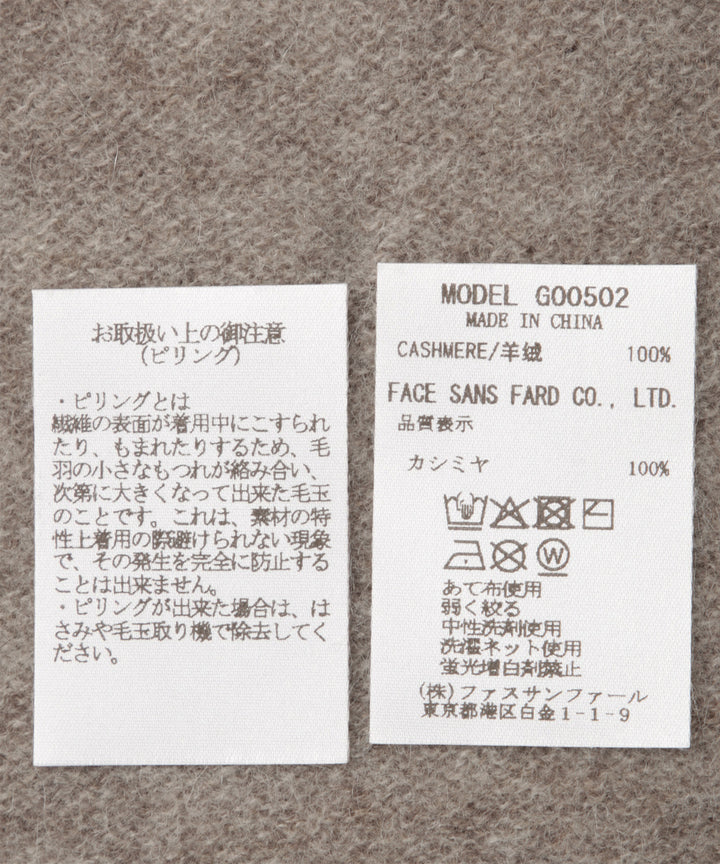 お取扱い上の御注意
(ピリング)
・ピリングとは
繊維の表面が着用中にこすられ
たり、もまれたりするため、毛
羽の小さなもつれが絡み合い、
次第に大きくなって出来た毛玉
のことです。これは、素材の特
性上着用の際避けられない現象
で、その発生を完全に防止する
ことは出来ません。
・ピリングが出来た場合は、は
さみや毛玉取り機で除去してく
ださい。
MODEL G00502
MADE IN CHINA
CASHMERE/羊绒 100%
FACE SANS FARD CO., LTD.
品質表示
カシミヤ 100%
W
あて布使用
弱く絞る
中性洗剤使用
洗濯ネット使用
蛍光増白剤禁止
(株)ファスサンファール
東京都港区白金1-1-9